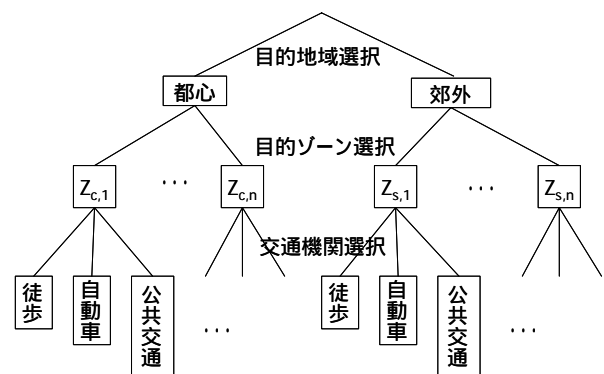 目的地域選択
都心
郊外
目的ゾーン選択
Zc,1
･･･
Zc,n
Zs,1
･･･
Zs,n
交通機関選択
徒歩
自動車
公共交通
･･･
徒歩
自動車
公共交通
･･･